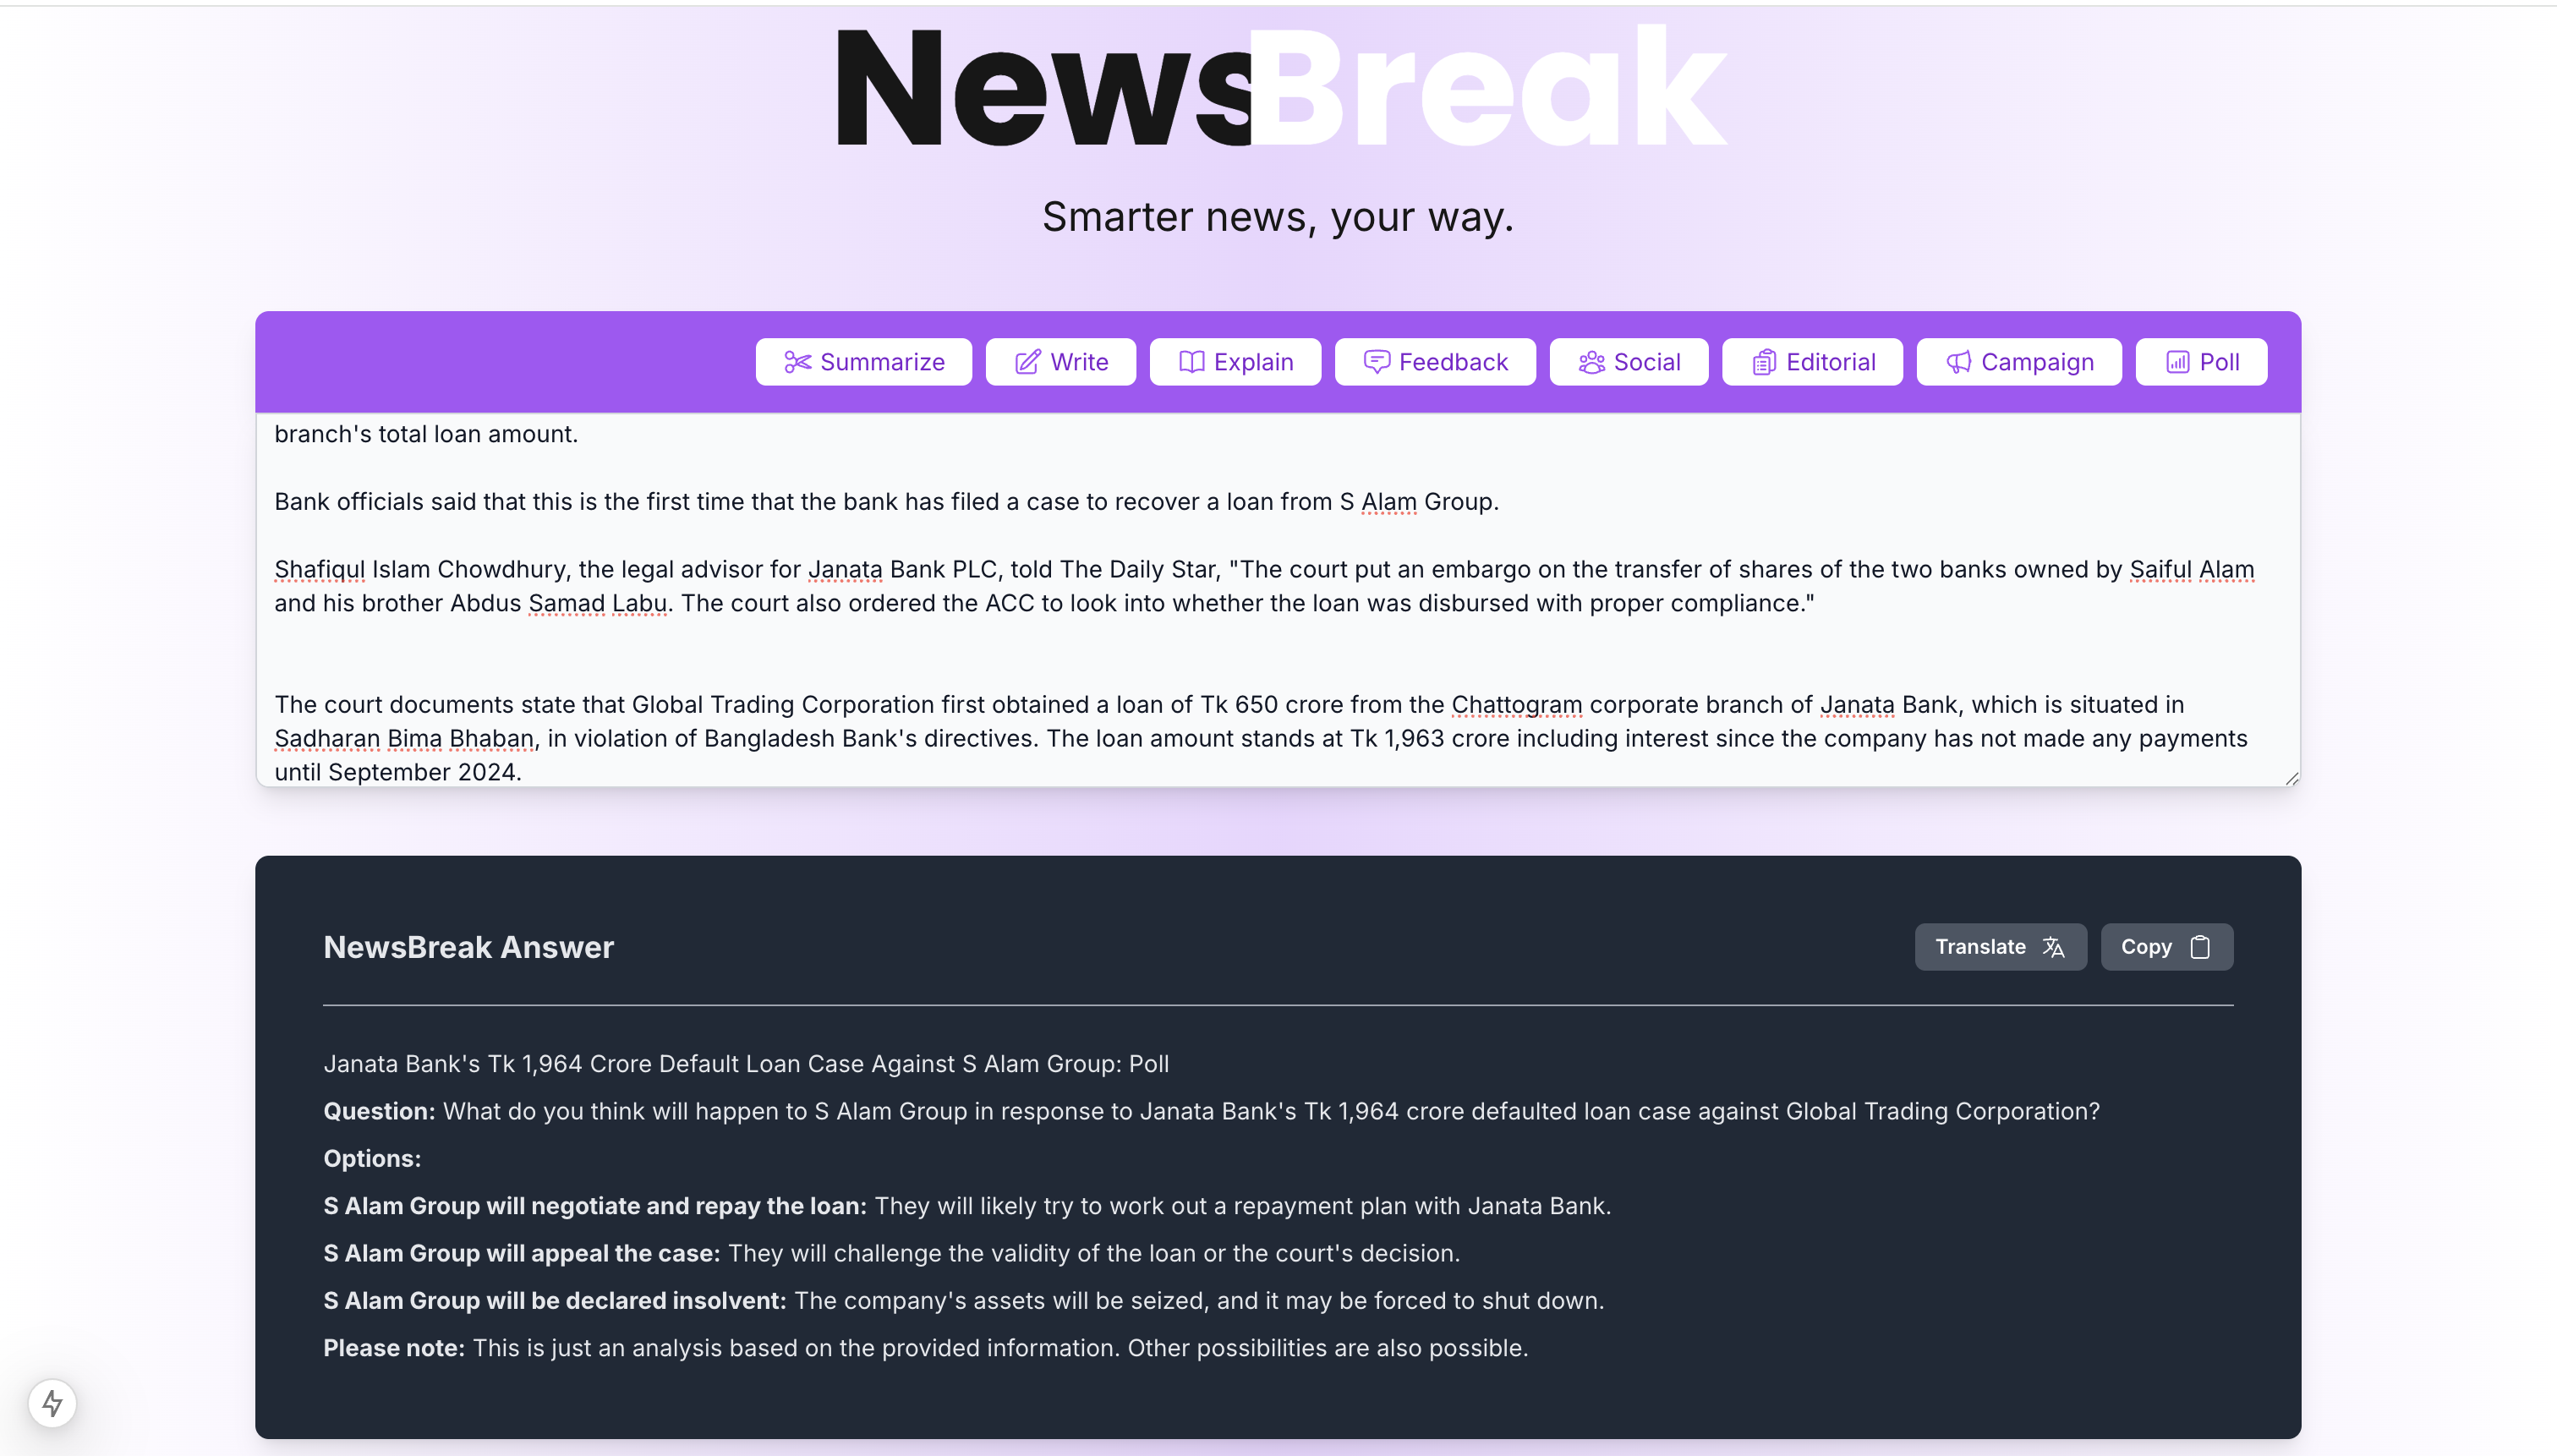 NewsBreak
Smarter news, your way.
Summarize Write Explain Feedback Social Editorial Campaign Poll
branch's total loan amount.
Bank officials said that this is the first time that the bank has filed a case to recover a loan from S Alam Group.
Shafiqul Islam Chowdhury, the legal advisor for Janata Bank PLC, told The Daily Star, "The court put an embargo on the transfer of shares of the two banks owned by Saiful Alam
and his brother Abdus Samad Labu. The court also ordered the ACC to look into whether the loan was disbursed with proper compliance."
The court documents state that Global Trading Corporation first obtained a loan of Tk 650 crore from the Chattogram corporate branch of Janata Bank, which is situated in
Sadharan Bima Bhaban, in violation of Bangladesh Bank's directives. The loan amount stands at Tk 1,963 crore including interest since the company has not made any payments
until September 2024.
NewsBreak Answer
Translate Copy
Janata Bank's Tk 1,964 Crore Default Loan Case Against S Alam Group: Poll
Question: What do you think will happen to S Alam Group in response to Janata Bank's Tk 1,964 crore defaulted loan case against Global Trading Corporation?
Options:
S Alam Group will negotiate and repay the loan: They will likely try to work out a repayment plan with Janata Bank.
S Alam Group will appeal the case: They will challenge the validity of the loan or the court's decision.
S Alam Group will be declared insolvent: The company's assets will be seized, and it may be forced to shut down.
Please note: This is just an analysis based on the provided information. Other possibilities are also possible.